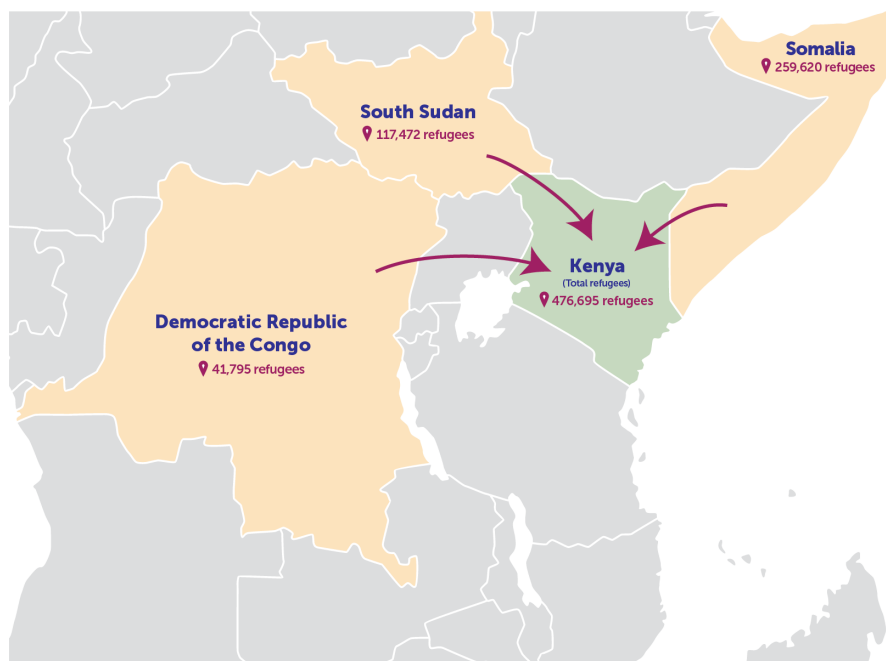 Somalia
259,620 refugees
South Sudan
117,472 refugees
Kenya
(Total refugees)
476,695 refugees
Democratic Republic
of the Congo
41,795 refugees